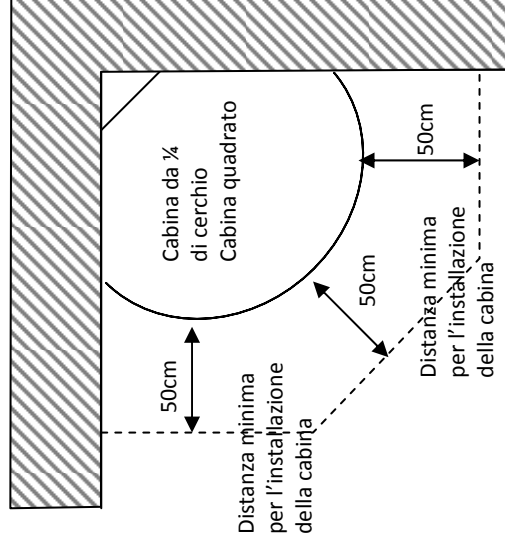 Cabina da ¼
di cerchio
Cabina quadrato
50cm
50cm
50cm
Distanza minima
per l’installazione
della cabina
Distanza minima
per l’installazione
della cabina